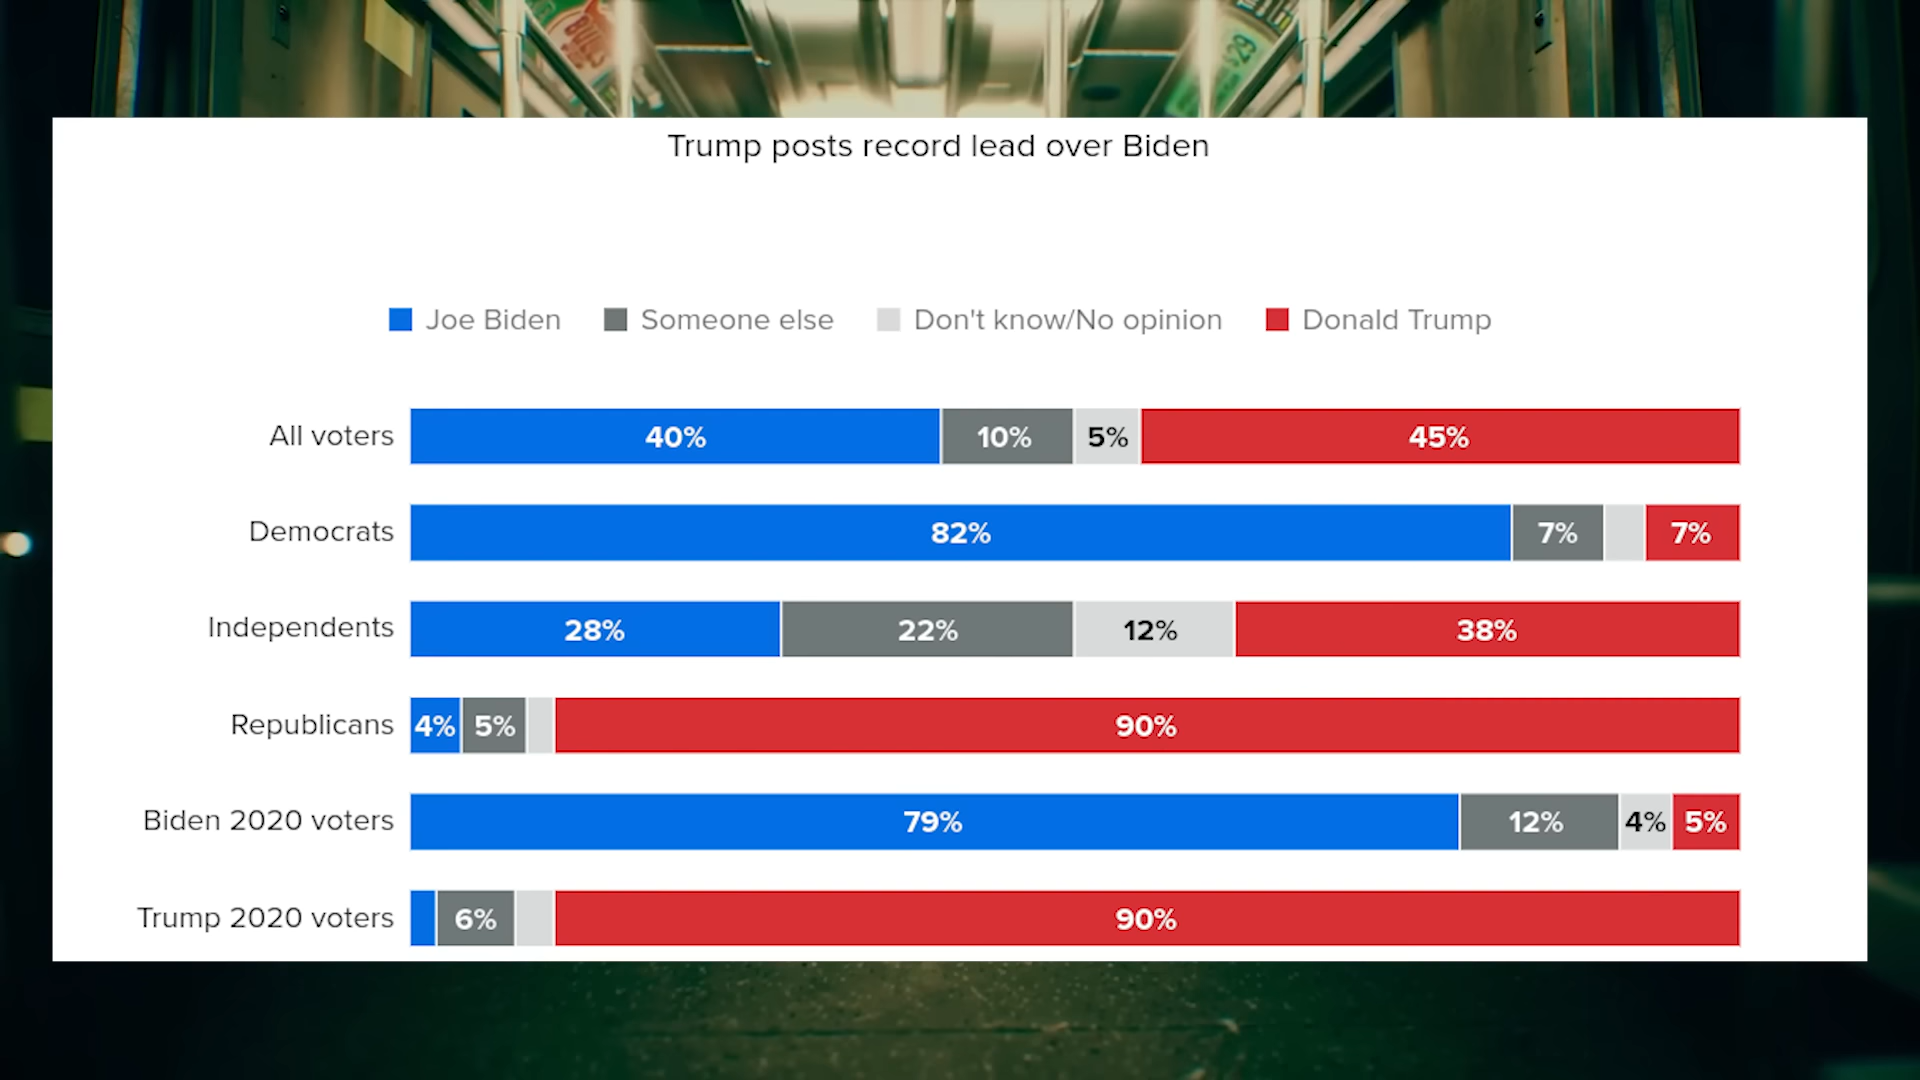 Trump posts record lead over Biden
Joe Biden Someone else Don't know/No opinion Donald Trump
All voters 40% 10% 5% 45%
Democrats 82% 7% 7%
Independents 28% 22% 12% 38%
Republicans 4% 5% 90%
Biden 2020 voters 79% 12% 4% 5%
Trump 2020 voters 6% 90%